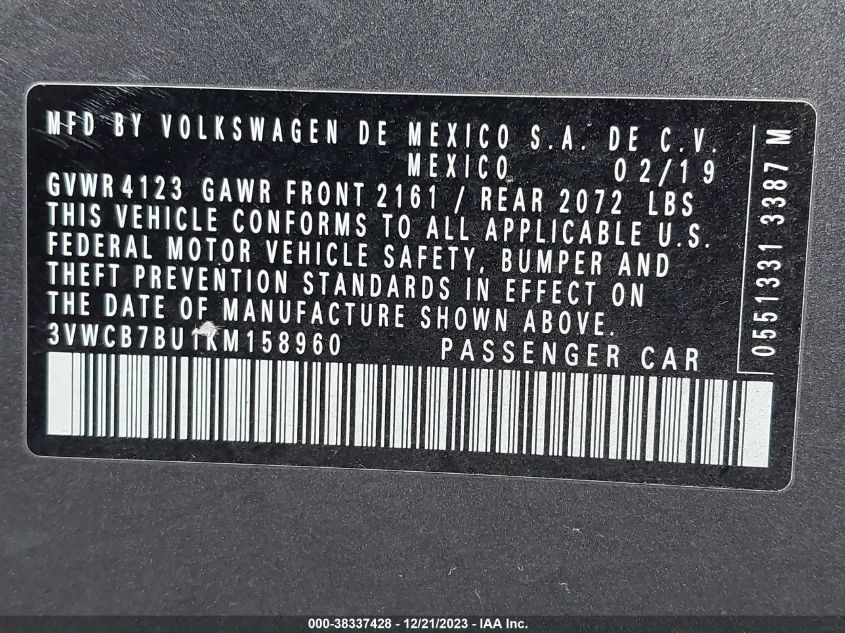 MFD BY VOLKSWAGEN DE MEXICO S.A. DE C.V.
MEXICO 02/19
GVWR 4123 GAWR FRONT 2161 / REAR 2072 LBS
THIS VEHICLE CONFORMS TO ALL APPLICABLE U.S.
FEDERAL MOTOR VEHICLE SAFETY, BUMPER AND
THEFT PREVENTION STANDARDS IN EFFECT ON
THE DATE OF MANUFACTURE SHOWN ABOVE.
3VWCB7BU1KM158960 PASSENGER CAR
0551331 3387 M
000-38337428 - 12/21/2023 - IAA Inc.